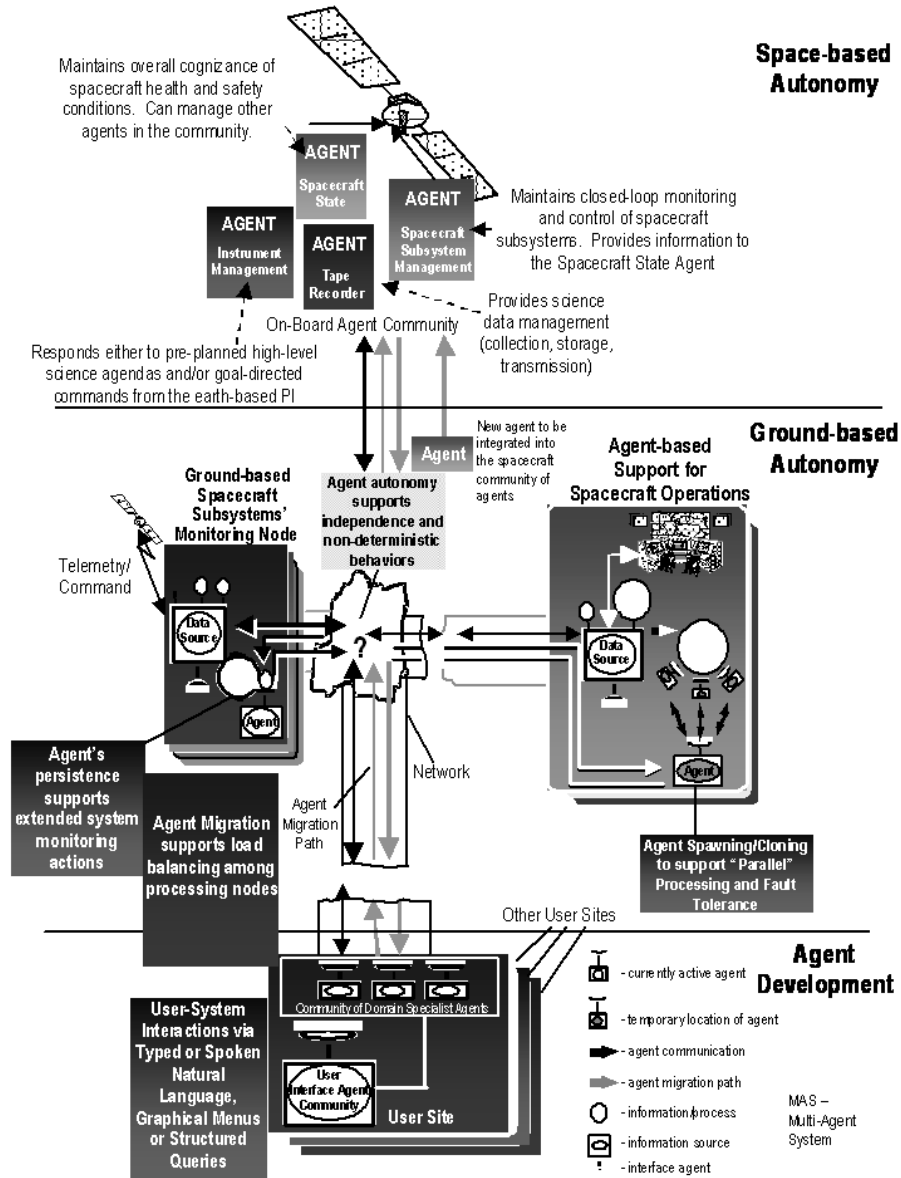 Space-based
Autonomy
Maintains overall cognizance of
spacecraft health and safety
conditions. Can manage other
agents in the community.
AGENT
Spacecraft
State
AGENT
Instrument
Management
AGENT
Tape
Recorder
AGENT
Spacecraft
Subsystem
Management
Maintains closed-loop monitoring
and control of spacecraft
subsystems. Provides information to
the Spacecraft State Agent
Provides science
data management
(collection, storage,
transmission)
On-Board Agent Community
Responds either to pre-planned high-level
science agendas and/or goal-directed
commands from the earth-based PI
Ground-based
Autonomy
Agent
New agent to be
integrated into
the spacecraft
community of
agents
Agent-based
Support for
Spacecraft Operations
Ground-based
Spacecraft
Subsystems'
Monitoring Node
Agent autonomy
supports
independence and
non-deterministic
behaviors
Telemetry/
Command
Data
Source
Agent
?
Data
Source
Agent
Network
Agent
Migration
Path
Agent's
persistence
supports
extended system
monitoring
actions
Agent Migration
supports load
balancing among
processing nodes
Agent Spawning/Cloning
to support "Parallel"
Processing and Fault
Tolerance
Other User Sites
Agent
Development
Community of Domain Specialist Agents
User
Interface Agent
Community
User Site
User-System
Interactions via
Typed or Spoken
Natural
Language,
Graphical Menus
or Structured
Queries
- currently active agent
- temporary location of agent
- agent communication
- agent migration path
- information/process
- information source
- interface agent
MAS –
Multi-Agent
System